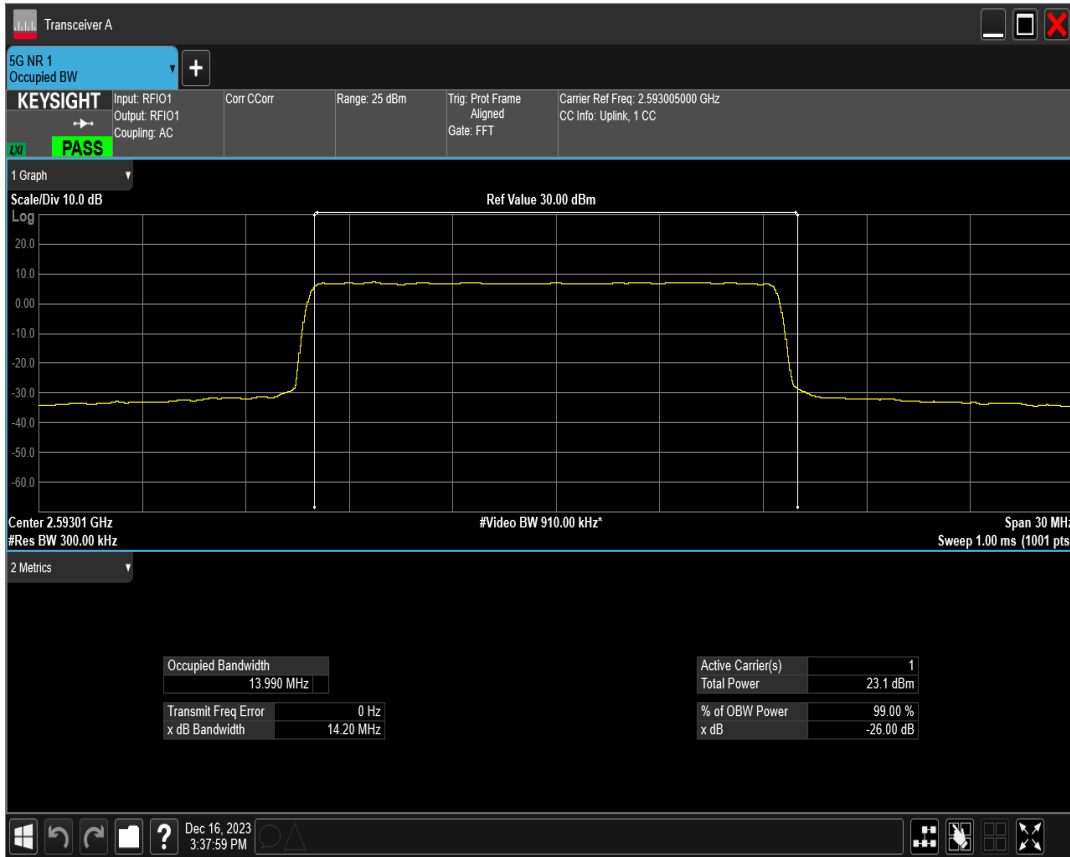 Transceiver A
5G NR 1
Occupied BW
KEYSIGHT
LXI
PASS
Input: RFIO1
Output: RFIO1
Coupling: AC
Corr CCorr
Range: 25 dBm
Trig: Prot Frame
Aligned
Gate: FFT
Carrier Ref Freq: 2.593005000 GHz
CC Info: Uplink, 1 CC
1 Graph
Scale/Div 10.0 dB
Ref Value 30.00 dBm
Log
20.0
10.0
0.00
-10.0
-20.0
-30.0
-40.0
-50.0
-60.0
Center 2.59301 GHz
#Video BW 910.00 kHz*
Span 30 MHz
#Res BW 300.00 kHz
Sweep 1.00 ms (1001 pts
2 Metrics
Occupied Bandwidth
13.990 MHz
Transmit Freq Error 0 Hz
x dB Bandwidth 14.20 MHz
Active Carrier(s) 1
Total Power 23.1 dBm
% of OBW Power 99.00 %
x dB -26.00 dB
?
Dec 16, 2023
3:37:59 PM